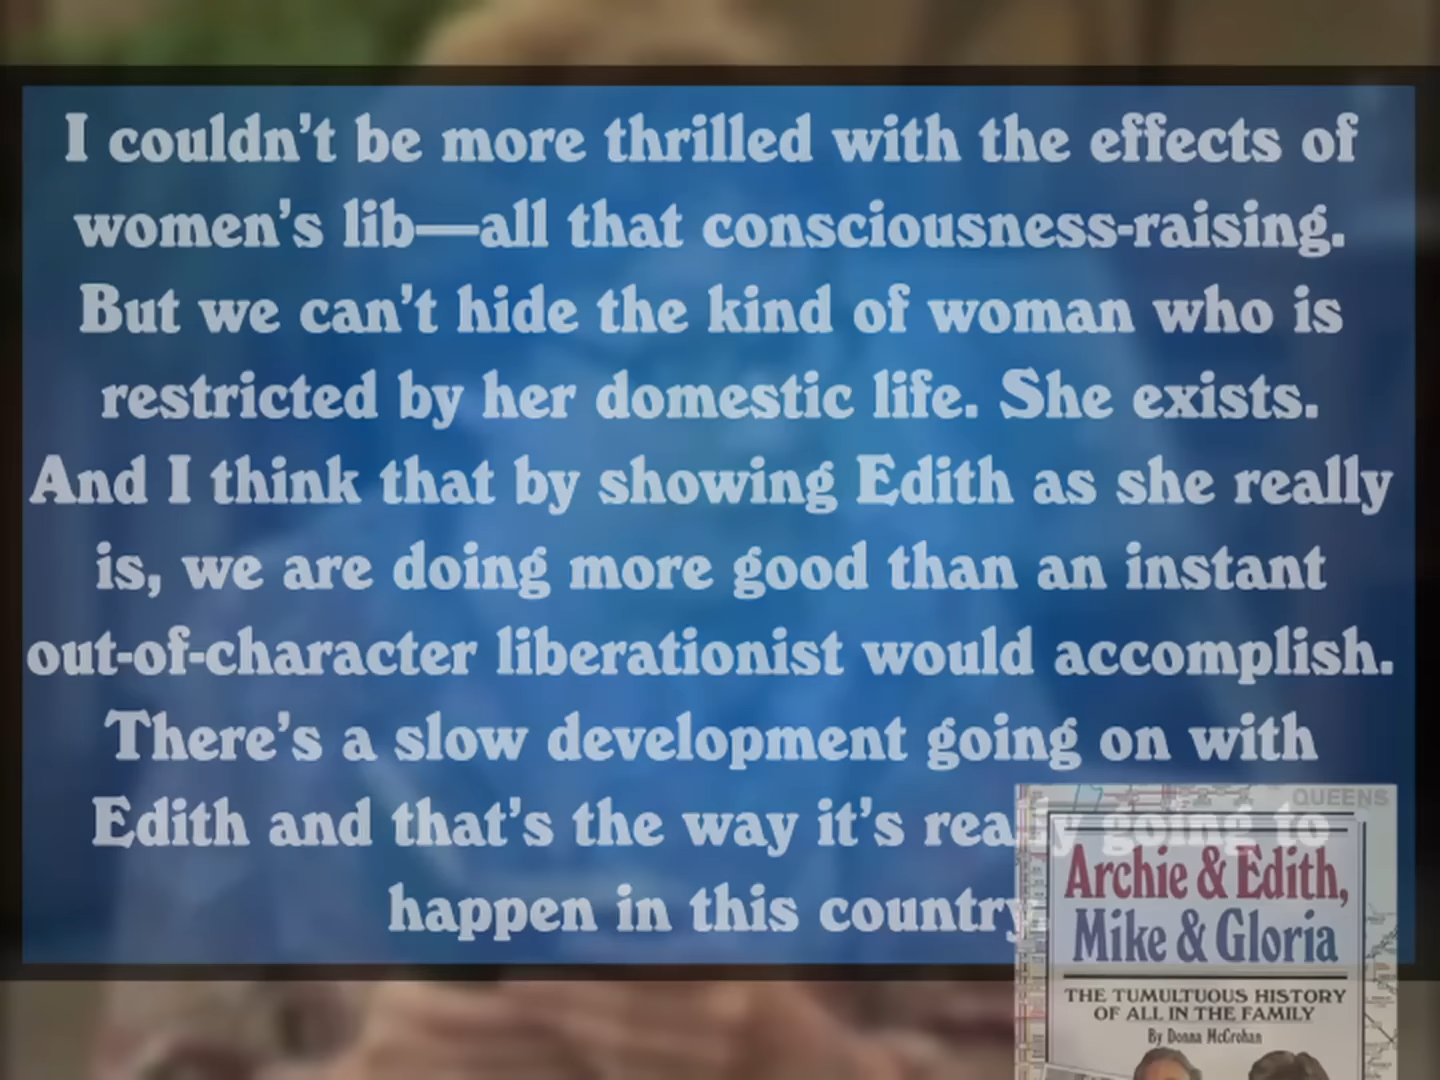 I couldn't be more thrilled with the effects of
women's lib—all that consciousness-raising.
But we can't hide the kind of woman who is
restricted by her domestic life. She exists.
And I think that by showing Edith as she really
is, we are doing more good than an instant
out-of-character liberationist would accomplish.
There's a slow development going on with
Edith and that's the way it's really going to
happen in this country
QUEENS
Archie & Edith,
Mike & Gloria
THE TUMULTUOUS HISTORY
OF ALL IN THE FAMILY
By Donna McCrohan